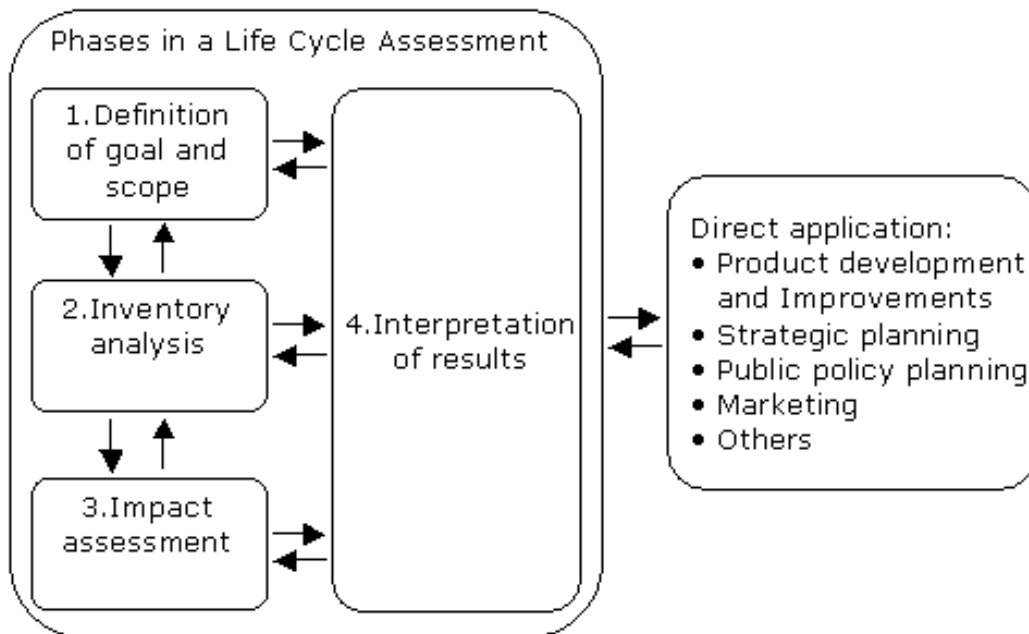 Phases in a Life Cycle Assessment
1.Definition
of goal and
scope
2.Inventory
analysis
3.Impact
assessment
4.Interpretation
of results
Direct application:
• Product development
and Improvements
• Strategic planning
• Public policy planning
• Marketing
• Others